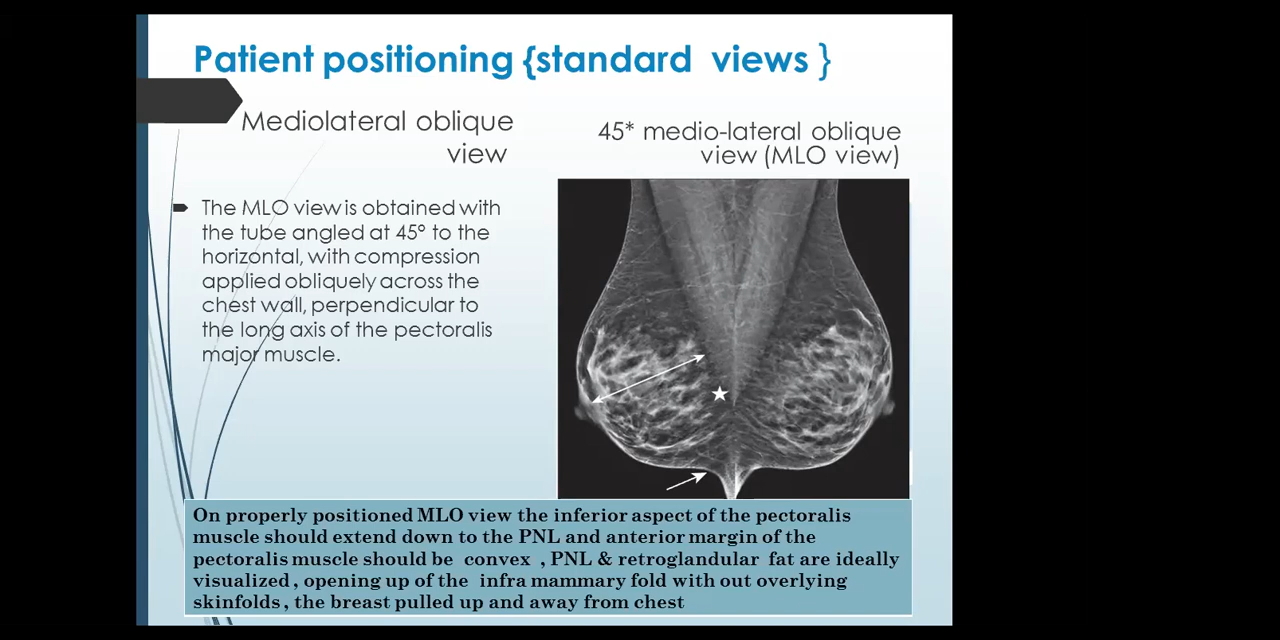 Patient positioning {standard views }
Mediolateral oblique
view
The MLO view is obtained with
the tube angled at 45° to the
horizontal, with compression
applied obliquely across the
chest wall, perpendicular to
the long axis of the pectoralis
major muscle.
45* medio-lateral oblique
view (MLO view)
On properly positioned MLO view the inferior aspect of the pectoralis
muscle should extend down to the PNL and anterior margin of the
pectoralis muscle should be convex , PNL & retroglandular fat are ideally
visualized , opening up of the infra mammary fold with out overlying
skinfolds , the breast pulled up and away from chest